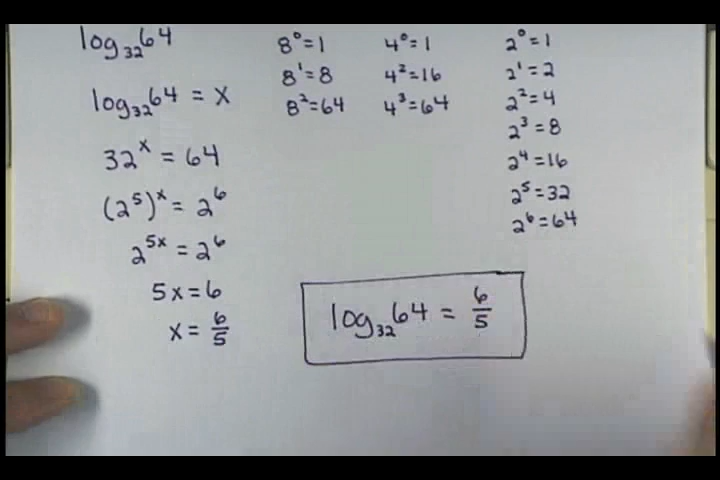 log₃₂64
log₃₂64 = x
32ˣ = 64
(2⁵)ˣ = 2⁶
2⁵ˣ = 2⁶
5x = 6
x = 6/5
8⁰=1
8¹=8
8²=64
4⁰=1
4²=16
4³=64
2⁰=1
2¹=2
2²=4
2³=8
2⁴=16
2⁵=32
2⁶=64
log₃₂64 = 6/5